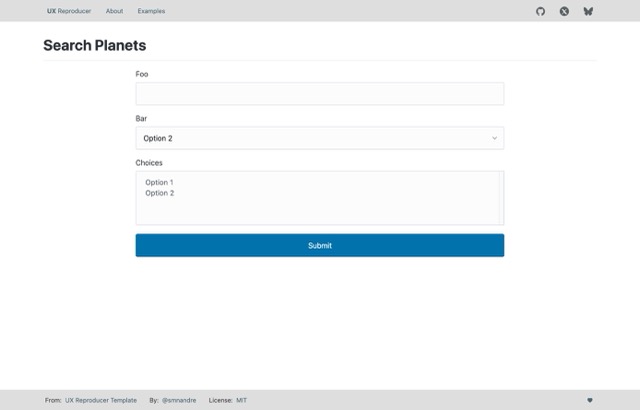 UX Reproducer About Examples
Search Planets
Foo
Bar
Option 2
Choices
Option 1
Option 2
Submit
From: UX Reproducer Template By: @smnandre License: MIT